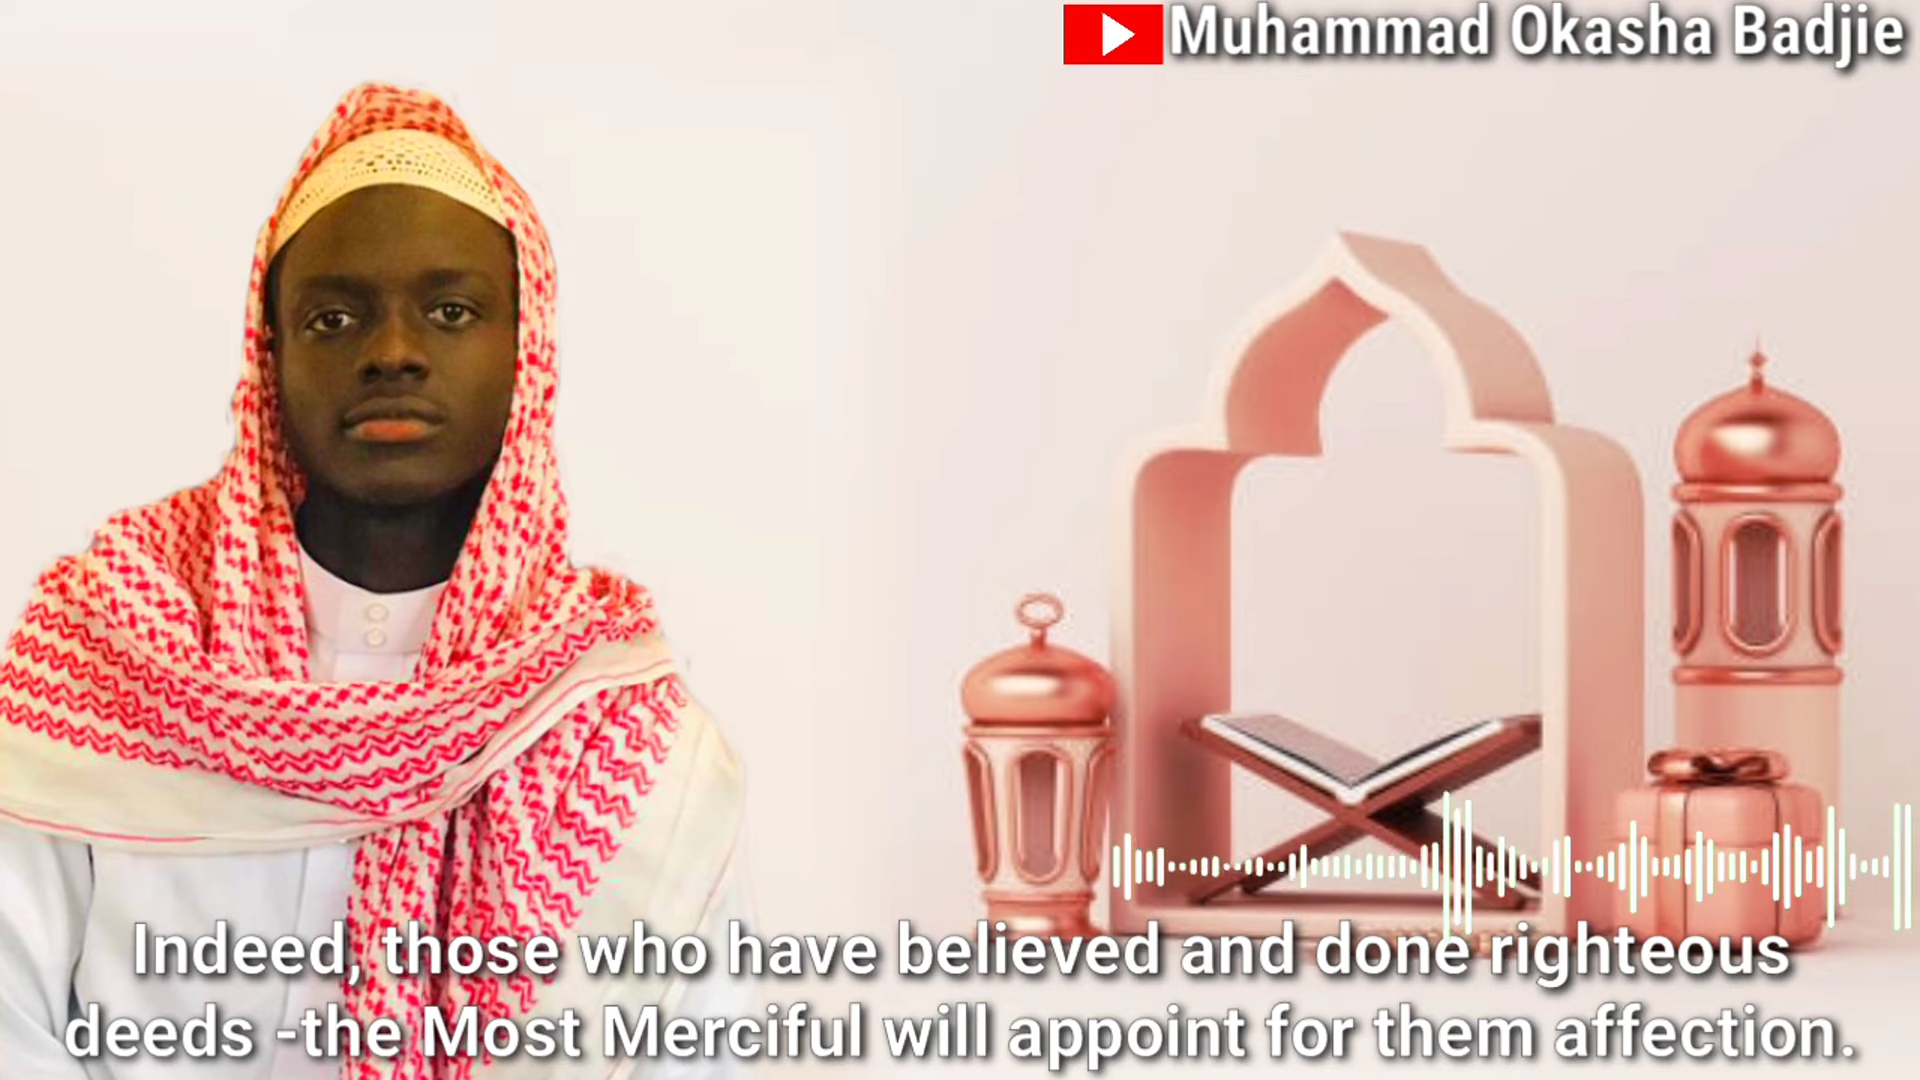 Muhammad Okasha Badjie
Indeed, those who have believed and done righteous
deeds -the Most Merciful will appoint for them affection.